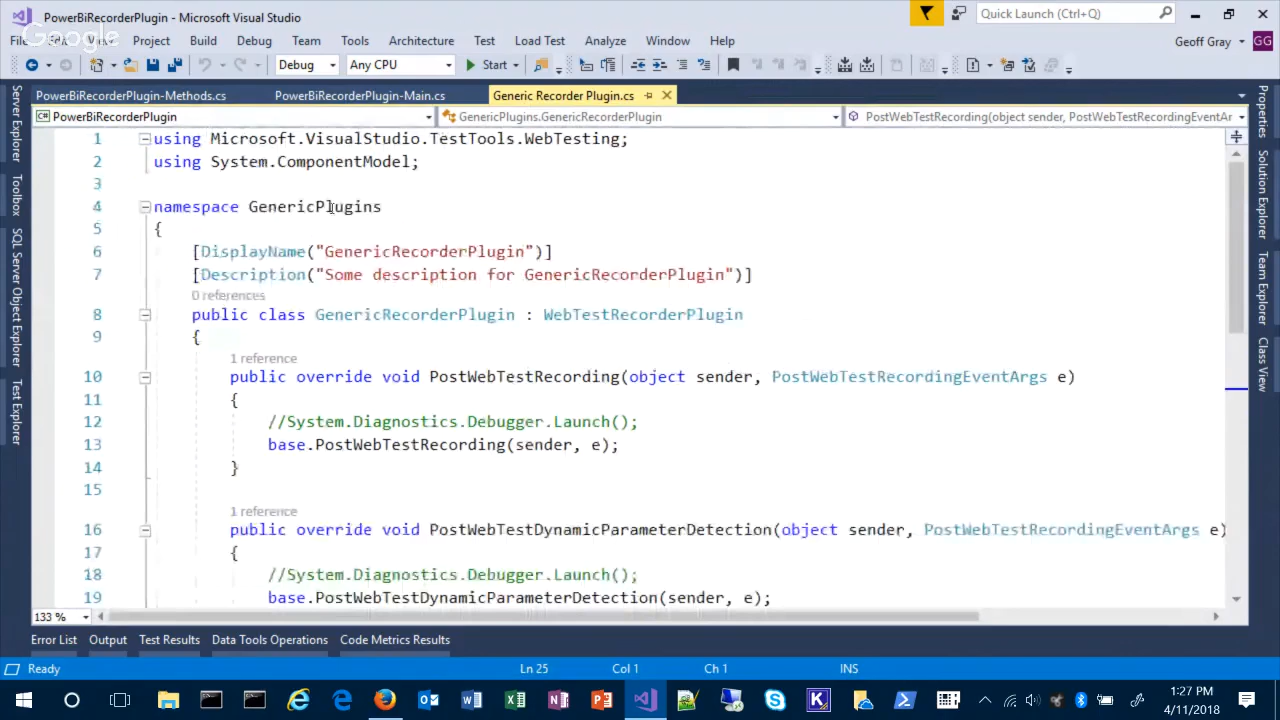 PowerBiRecorderPlugin - Microsoft Visual Studio
Quick Launch (Ctrl+Q)
Google
File Edit View Project Build Debug Team Tools Architecture Test Load Test Analyze Window Help
Geoff Gray GG
Debug Any CPU Start
PowerBiRecorderPlugin-Methods.cs PowerBiRecorderPlugin-Main.cs Generic Recorder Plugin.cs
PowerBiRecorderPlugin GenericPlugins.GenericRecorderPlugin PostWebTestRecording(object sender, PostWebTestRecordingEventAr
1 using Microsoft.VisualStudio.TestTools.WebTesting;
2 using System.ComponentModel;
3
4 namespace GenericPlugins
5 {
6 [DisplayName("GenericRecorderPlugin")]
7 [Description("Some description for GenericRecorderPlugin")]
0 references
8 public class GenericRecorderPlugin : WebTestRecorderPlugin
9 {
1 reference
10 public override void PostWebTestRecording(object sender, PostWebTestRecordingEventArgs e)
11 {
12 //System.Diagnostics.Debugger.Launch();
13 base.PostWebTestRecording(sender, e);
14 }
15
1 reference
16 public override void PostWebTestDynamicParameterDetection(object sender, PostWebTestRecordingEventArgs e)
17 {
18 //System.Diagnostics.Debugger.Launch();
19 base.PostWebTestDynamicParameterDetection(sender, e);
Server Explorer
Toolbox
SQL Server Object Explorer
Test Explorer
Properties
Solution Explorer
Team Explorer
Class View
133 %
Error List Output Test Results Data Tools Operations Code Metrics Results
Ready Ln 25 Col 1 Ch 1 INS
1:27 PM
4/11/2018